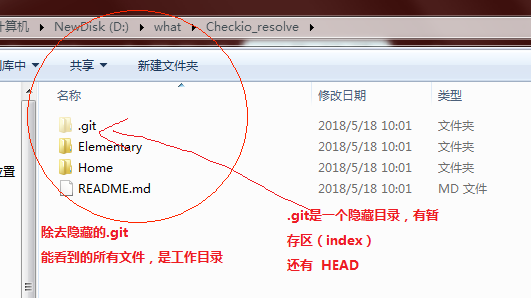 计算机 NewDisk (D:) what Checkio_resolve
库中 共享 新建文件夹
名称 修改日期 类型
.git 2018/5/18 10:01 文件夹
Elementary 2018/5/18 10:01 文件夹
位置 Home 2018/5/18 10:01 文件夹
README.md 2018/5/18 10:01 MD 文件
除去隐藏的.git
能看到的所有文件，是工作目录
.git是一个隐藏目录，有暂
存区（index）
还有 HEAD